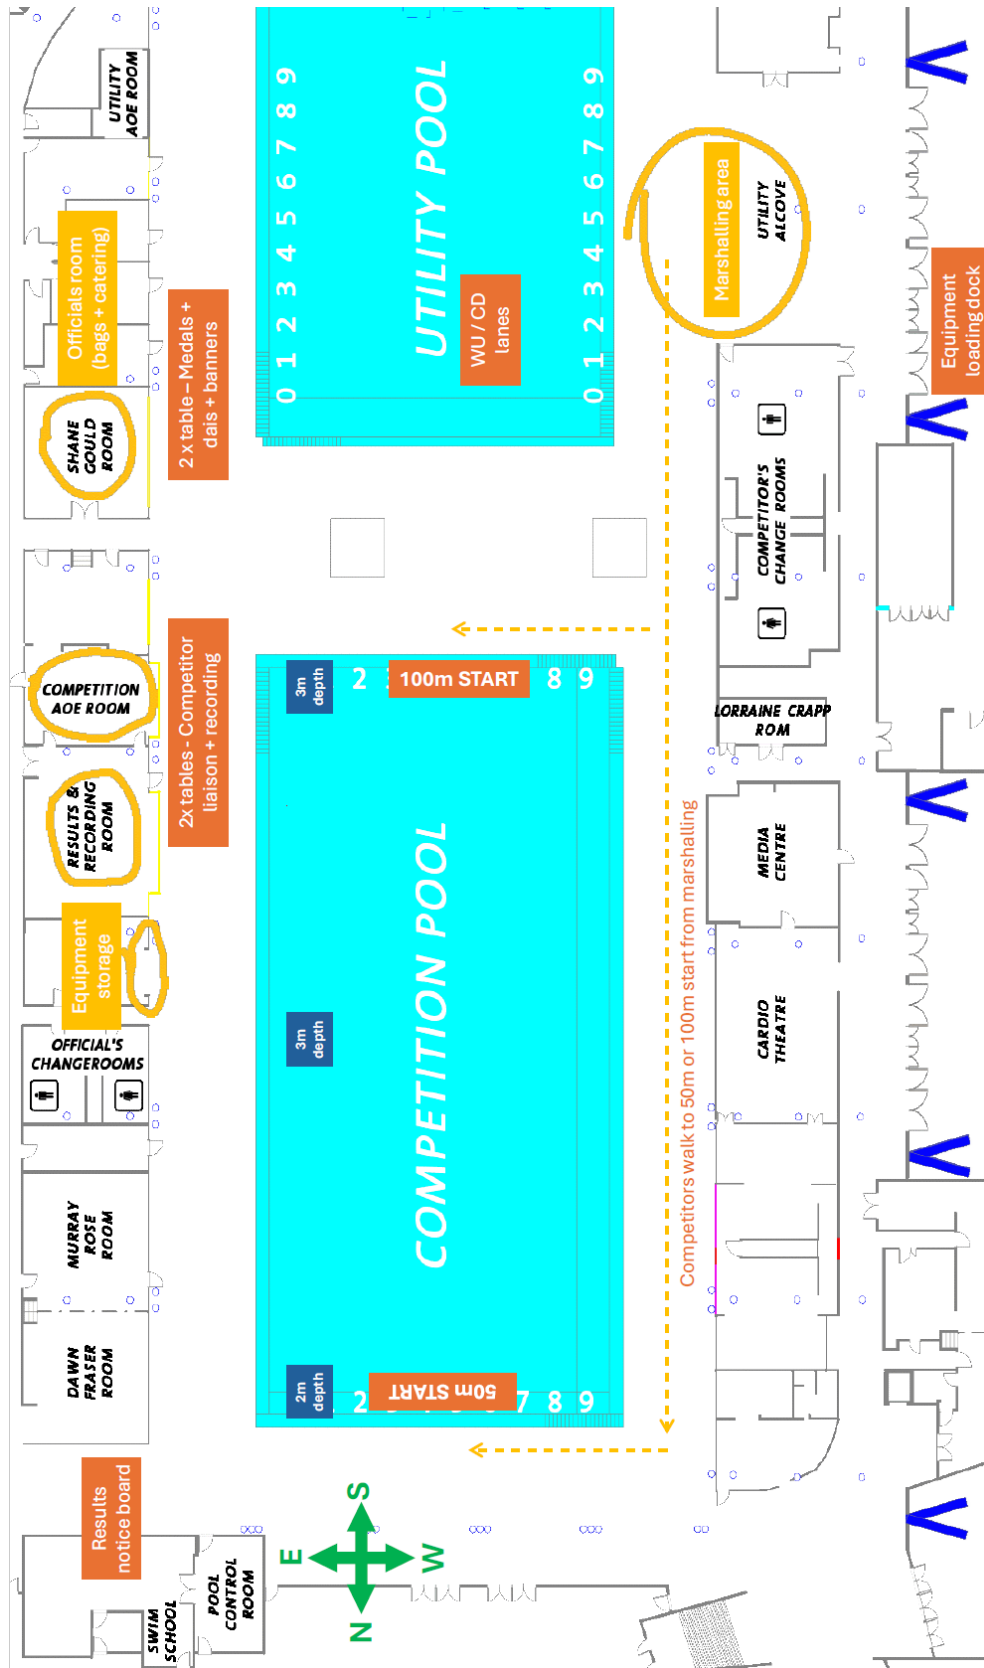 UTILITY
AOE ROOM
Officials room
(bags + catering)
SHANE
GOULD
ROOM
2 x table – Medals +
dais + banners
0 1 2 3 4 5 6 7 8 9
UTILITY POOL
WU / CD
lanes
0 1 2 3 4 5 6 7 8 9
Marshalling area
UTILITY
ALCOVE
Equipment
loading dock
COMPETITOR'S
CHANGE ROOMS
COMPETITION
AOE ROOM
RESULTS &
RECORDING
ROOM
2x tables - Competitor
liaison + recording
Equipment
storage
OFFICIAL'S
CHANGEROOMS
MURRAY
ROSE
ROOM
DAWN
FRASER
ROOM
3m
depth
2
100m START
8 9
COMPETITION POOL
3m
depth
2m
depth
2
50m START
7 8 9
Competitors walk to 50m or 100m start from marshalling
LORRAINE CRAPP
ROM
MEDIA
CENTRE
CARDIO
THEATRE
Results
notice board
SWIM
SCHOOL
POOL
CONTROL
ROOM
N
E
S
W